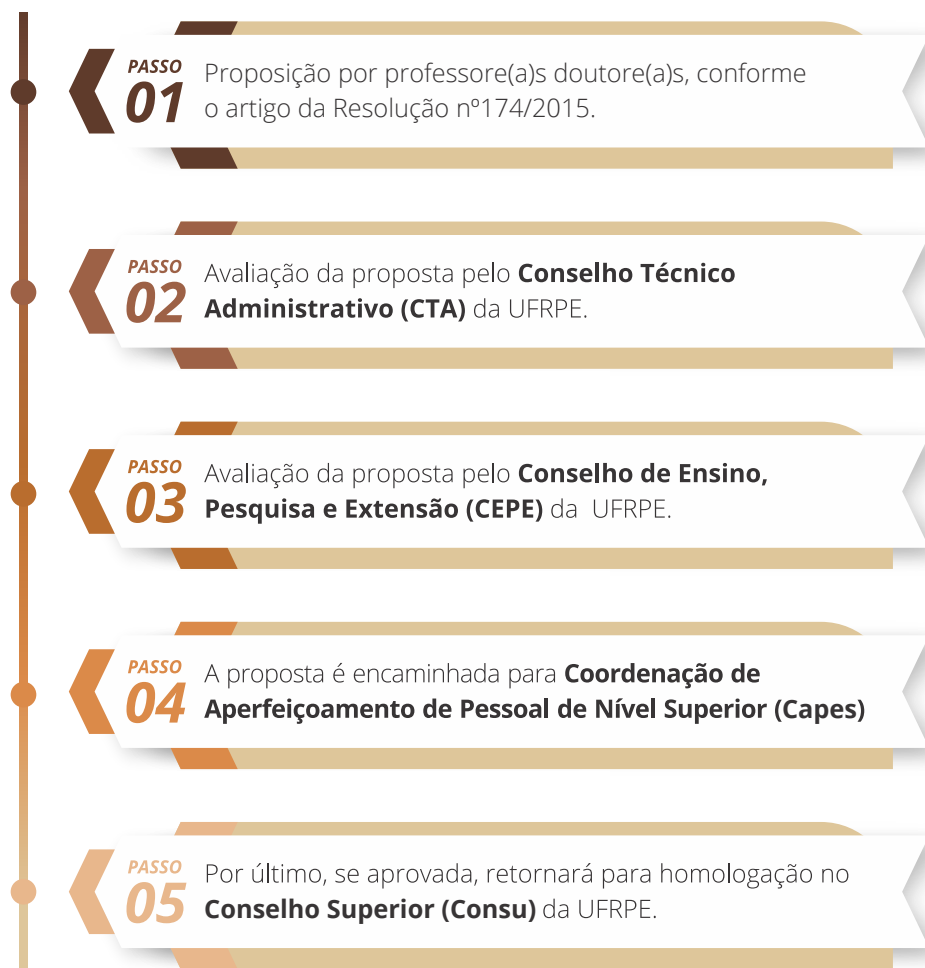 PASSO
01
Proposição por professore(a)s doutore(a)s, conforme
o artigo da Resolução nº174/2015.
PASSO
02
Avaliação da proposta pelo Conselho Técnico
Administrativo (CTA) da UFRPE.
PASSO
03
Avaliação da proposta pelo Conselho de Ensino,
Pesquisa e Extensão (CEPE) da UFRPE.
PASSO
04
A proposta é encaminhada para Coordenação de
Aperfeiçoamento de Pessoal de Nível Superior (Capes)
PASSO
05
Por último, se aprovada, retornará para homologação no
Conselho Superior (Consu) da UFRPE.